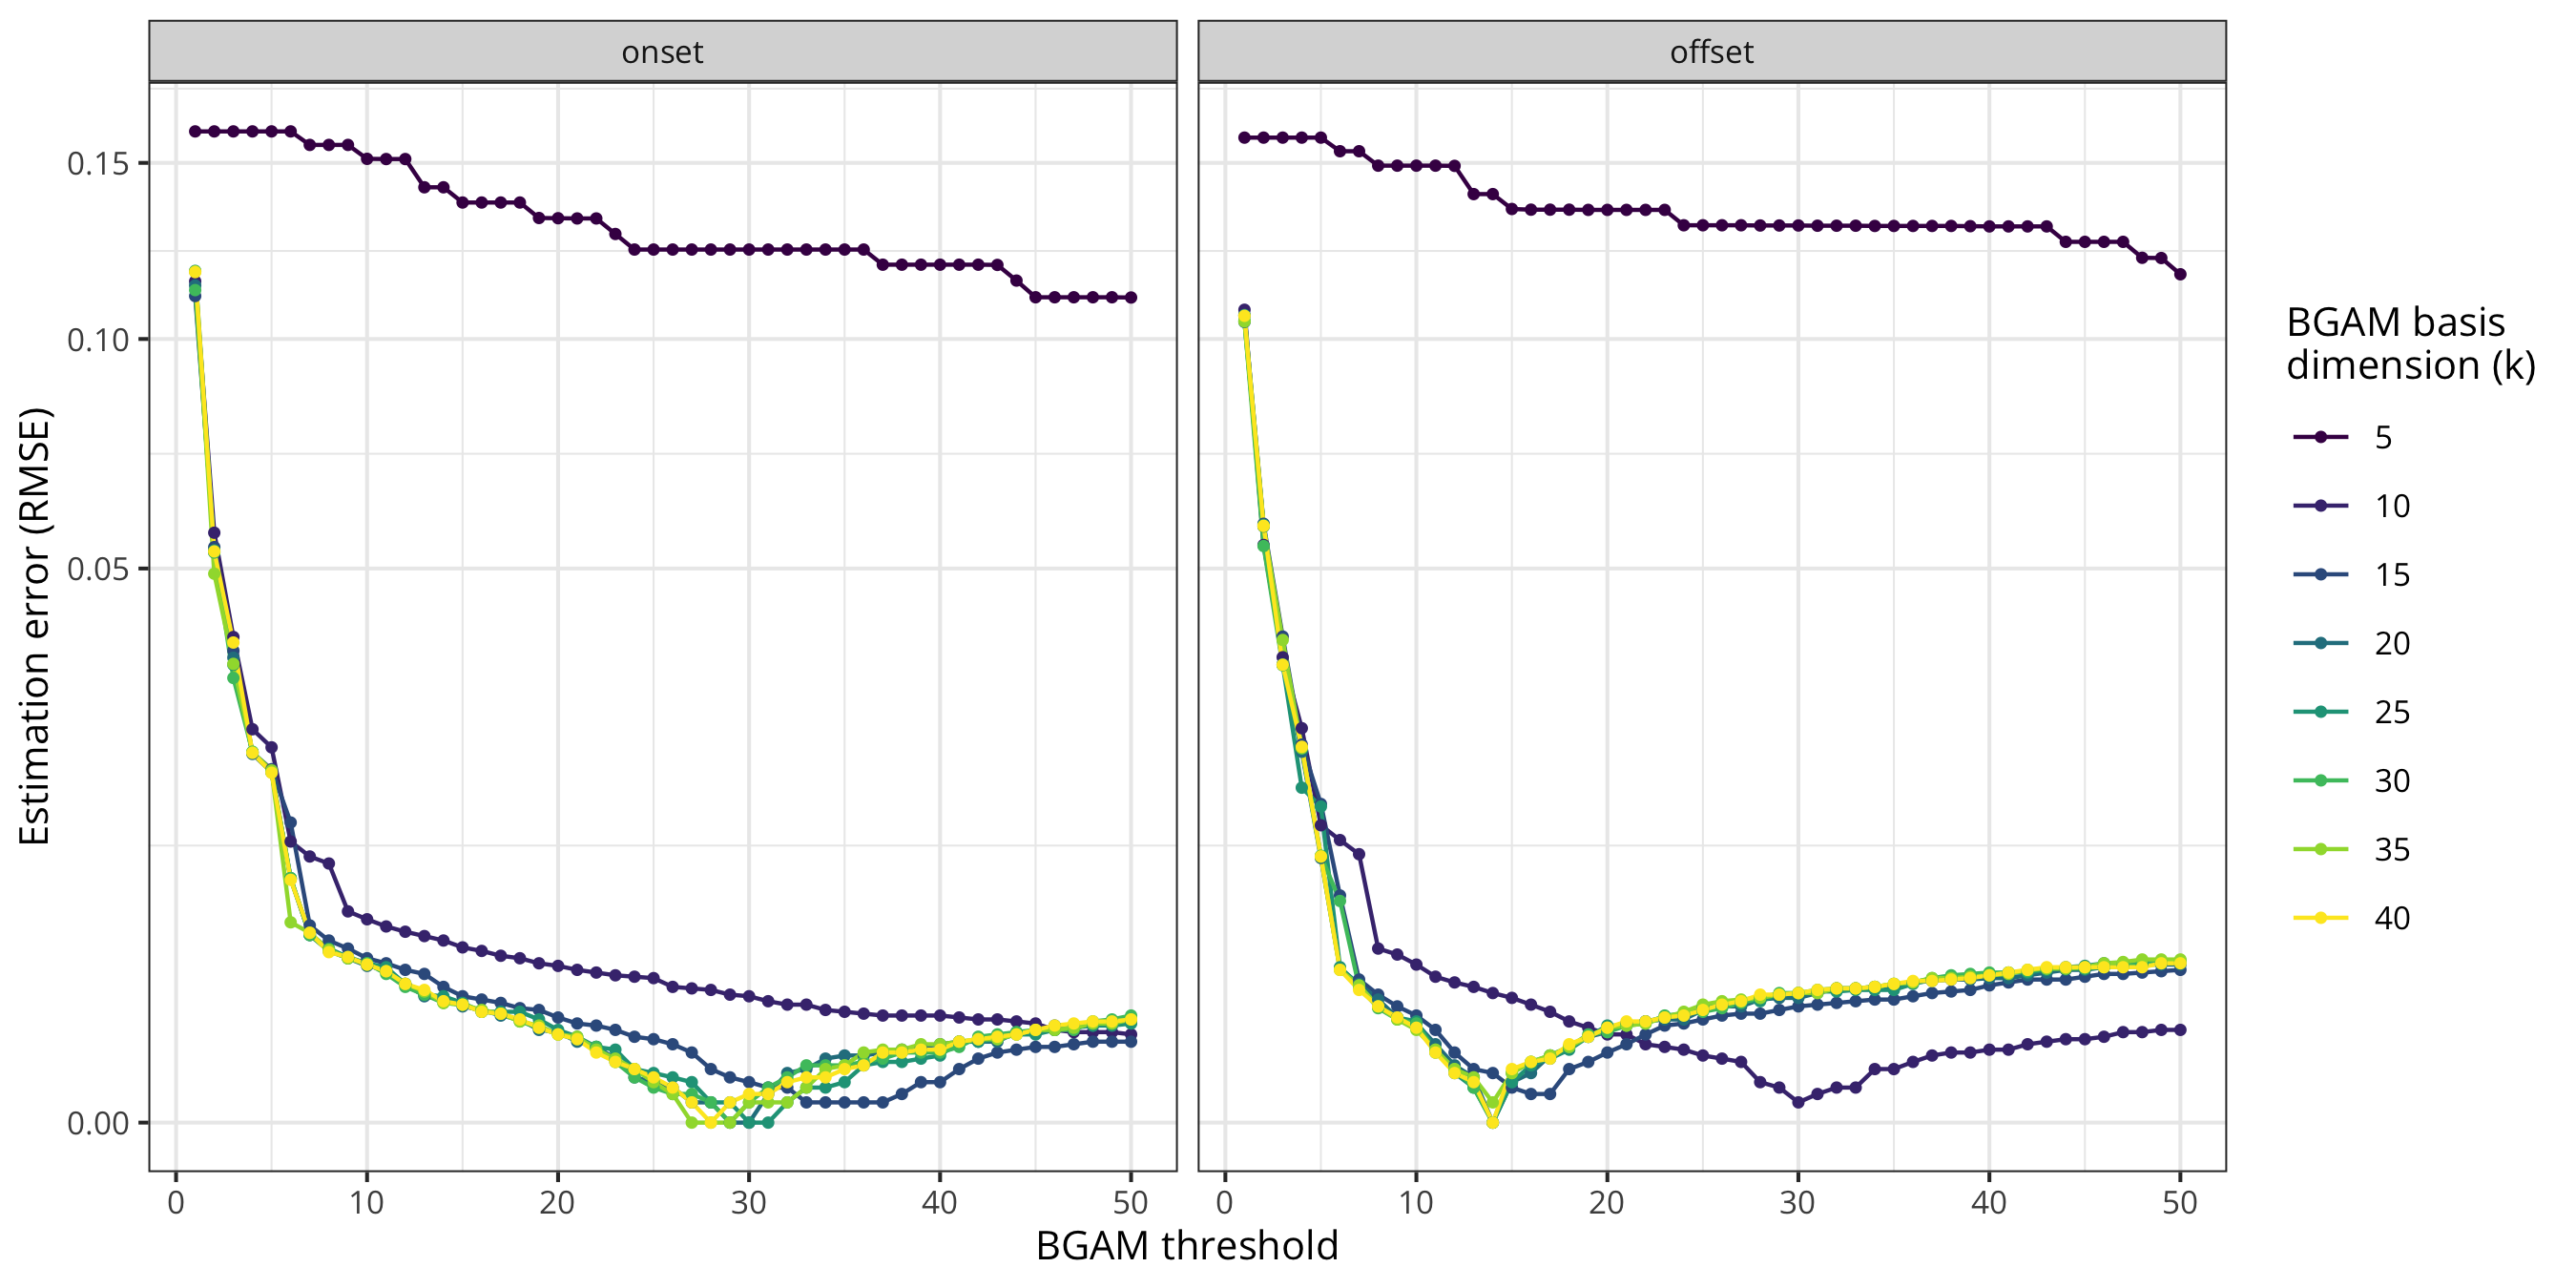 onset
offset
0.15
0.10
0.05
0.00
Estimation error (RMSE)
0 10 20 30 40 50
0 10 20 30 40 50
BGAM threshold
BGAM basis
dimension (k)
5
10
15
20
25
30
35
40